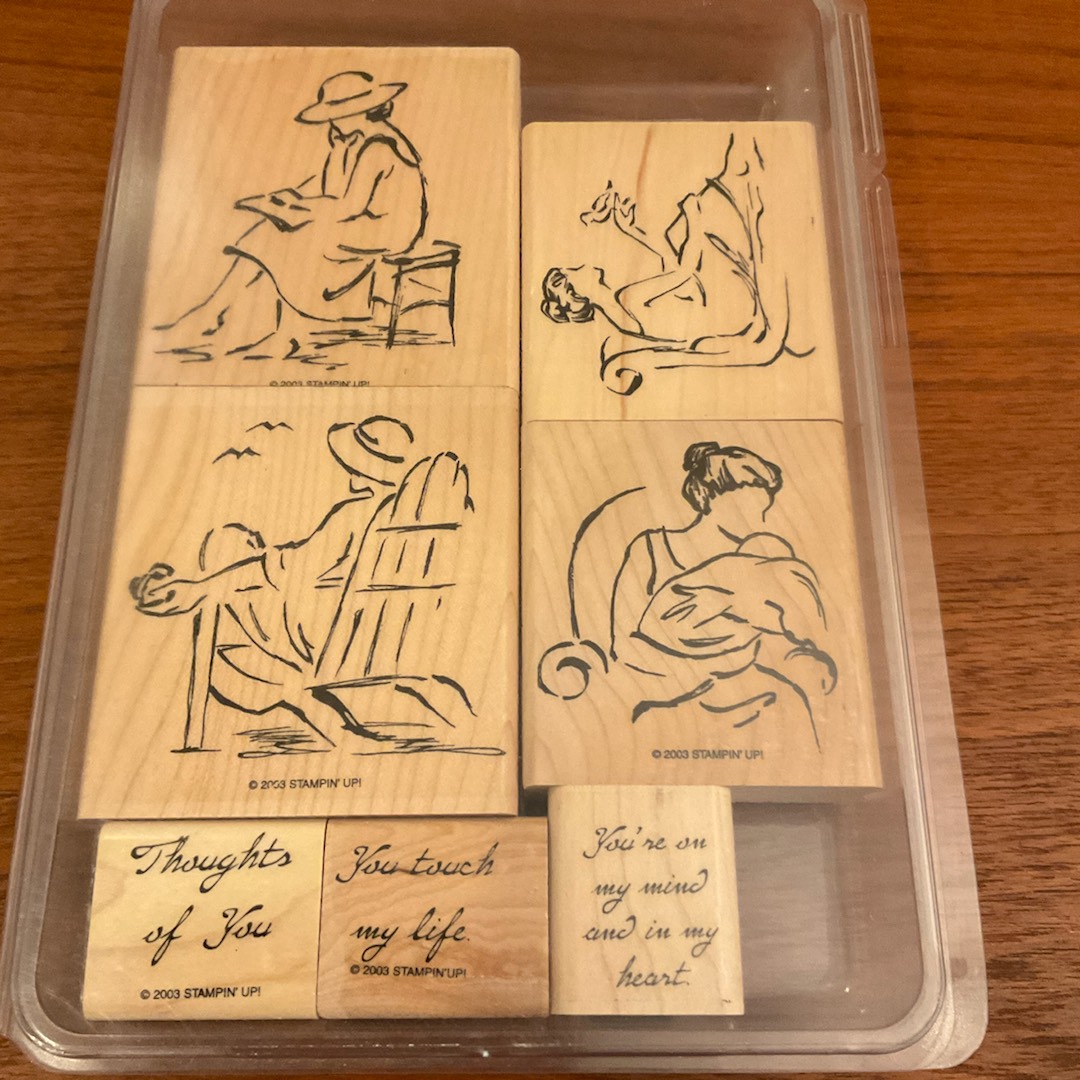 © 2003 STAMPIN' UP!
© 2003 STAMPIN' UP!
© 2003 STAMPIN' UP!
Thoughts
of You
© 2003 STAMPIN' UP!
You touch
my life.
© 2003 STAMPIN' UP!
You're on
my mind
and in my
heart.